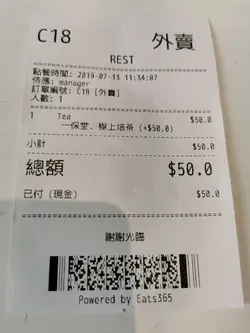 C18 外賣
REST
點餐時間: 2019-07-13 11:34:07
侍應: manager
訂單編號: C18 [外賣]
人數: 1
1 Tea $50.0
一保堂．極上焙茶 (+$50.0)
小計 $50.0
總額 $50.0
已付 (現金) $50.0
謝謝光臨
Powered by Eats365